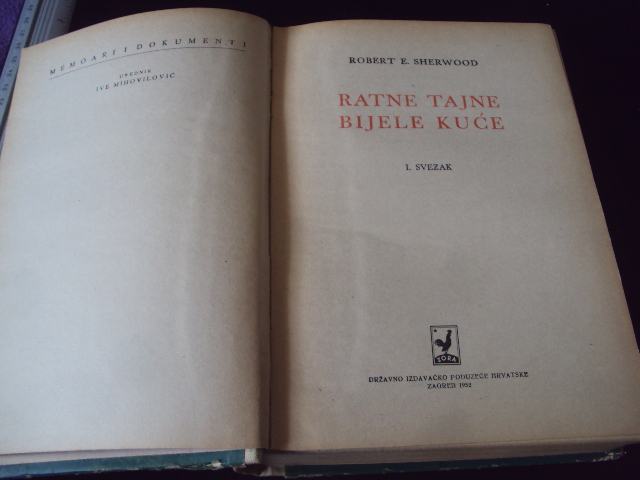 MEMOARI I DOKUMENTI
UREDNIK
IVE MIHOVILOVIĆ
ROBERT E. SHERWOOD
RATNE TAJNE
BIJELE KUĆE
I. SVEZAK
ZORA
DRŽAVNO IZDAVAČKO PODUZEĆE HRVATSKE
ZAGREB 1952